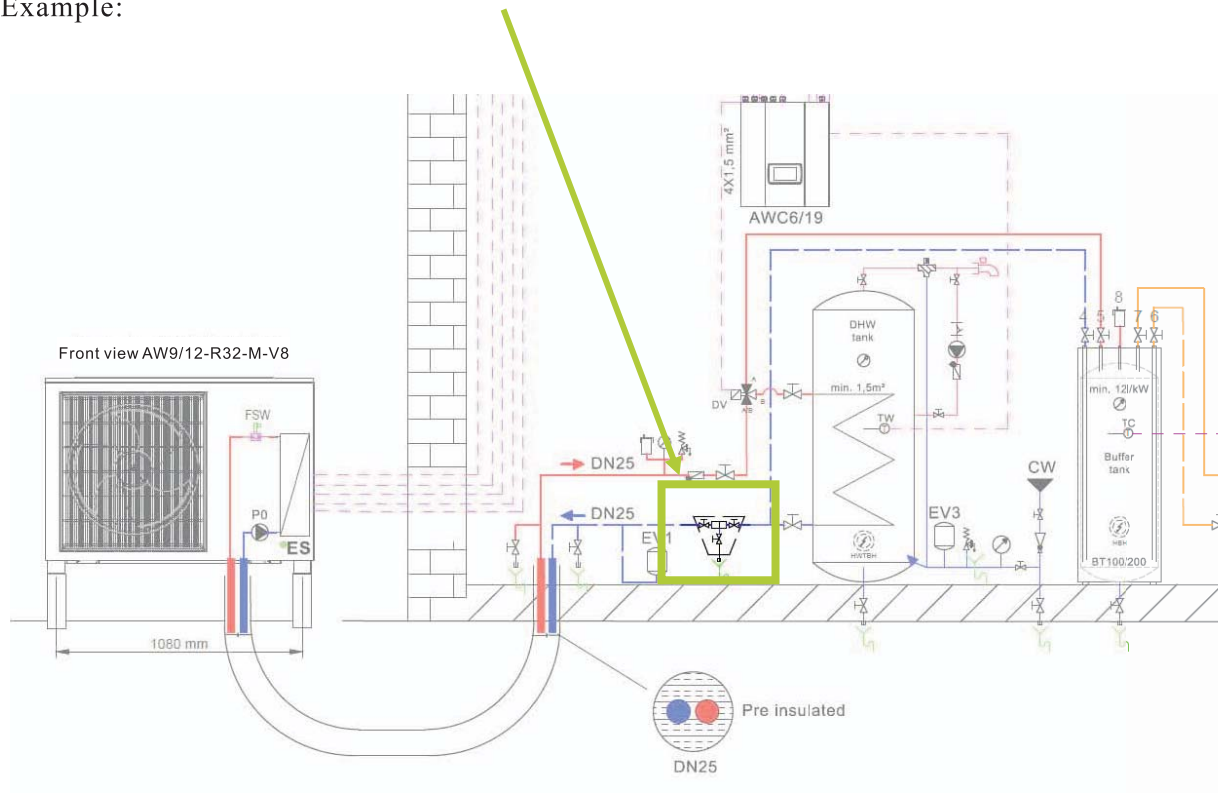 Example:
4X1,5 mm²
AWC6/19
8
4 5 7 6
DHW
tank
Front view AW9/12-R32-M-V8
min. 1,5m²
min. 12l/kW
A
B
DV
A/B
FSW
TW
TC
DN25
Buffer
tank
CW
P0
DN25
EV3
EV1
ES
HWTBH
HBH
BT100/200
1080 mm
Pre insulated
DN25